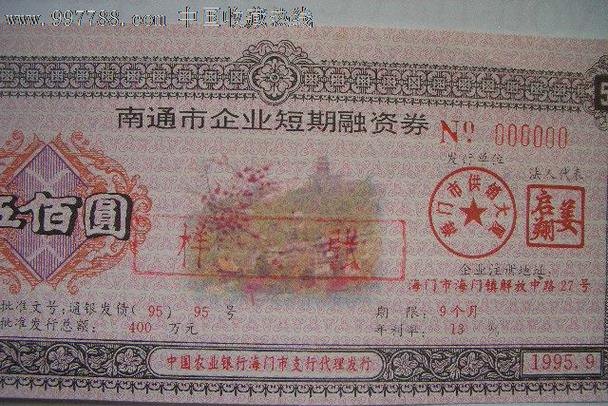 www.997788.com 中国收藏热线
南通市企业短期融资券
№ 000000
发行单位
法人代表
伍佰圆
海门市供销大厦
姜启翔
样 张
企业注册地址:
海门市海门镇解放中路27号
批准文号:通银发债(95)95号
期 限:9个月
批准发行总额: 400 万元
年利率: 13 %
中国农业银行海门市支行代理发行
1995.9